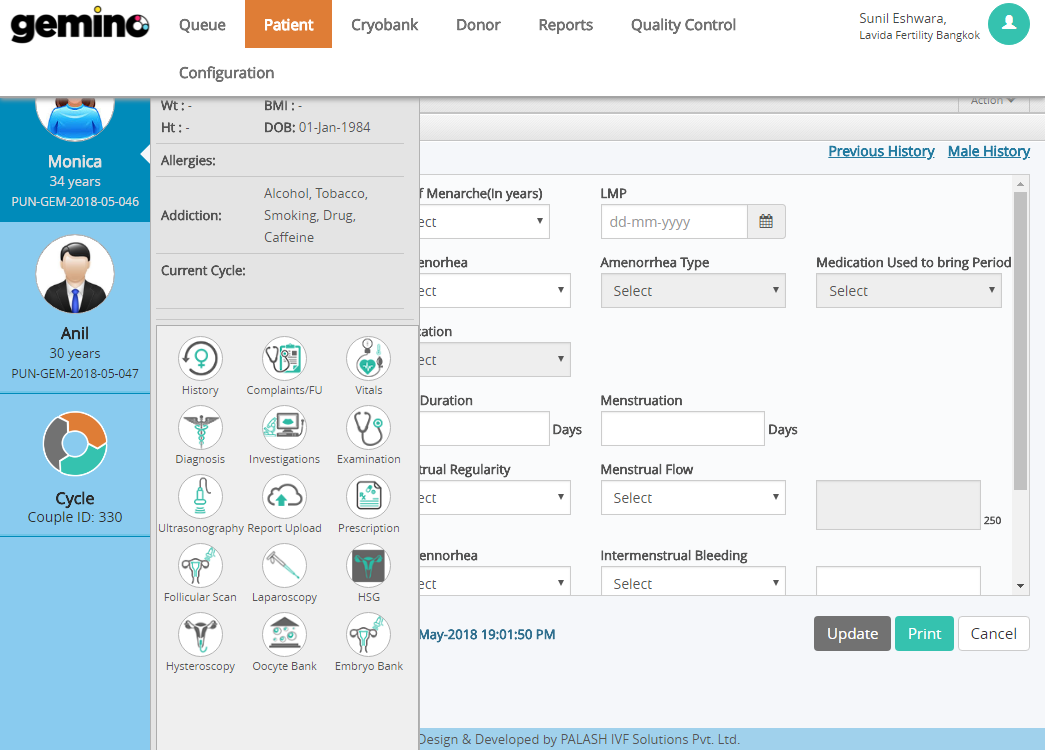 gemino
Queue Patient Cryobank Donor Reports Quality Control
Configuration
Sunil Eshwara,
Lavida Fertility Bangkok
Monica
34 years
PUN-GEM-2018-05-046
Anil
30 years
PUN-GEM-2018-05-047
Cycle
Couple ID: 330
Wt : - BMI : -
Ht : - DOB: 01-Jan-1984
Allergies:
Addiction: Alcohol, Tobacco,
Smoking, Drug,
Caffeine
Current Cycle:
History Complaints/FU Vitals
Diagnosis Investigations Examination
Ultrasonography Report Upload Prescription
Follicular Scan Laparoscopy HSG
Hysteroscopy Oocyte Bank Embryo Bank
Action
Previous History Male History
f Menarche(In years) LMP
ect dd-mm-yyyy
enorhea Amenorrhea Type Medication Used to bring Period
ect Select Select
cation
ect
Duration Menstruation
Days Days
trual Regularity Menstrual Flow
ect Select
250
ennorhea Intermenstrual Bleeding
ect Select
May-2018 19:01:50 PM
Update Print Cancel
Design & Developed by PALASH IVF Solutions Pvt. Ltd.